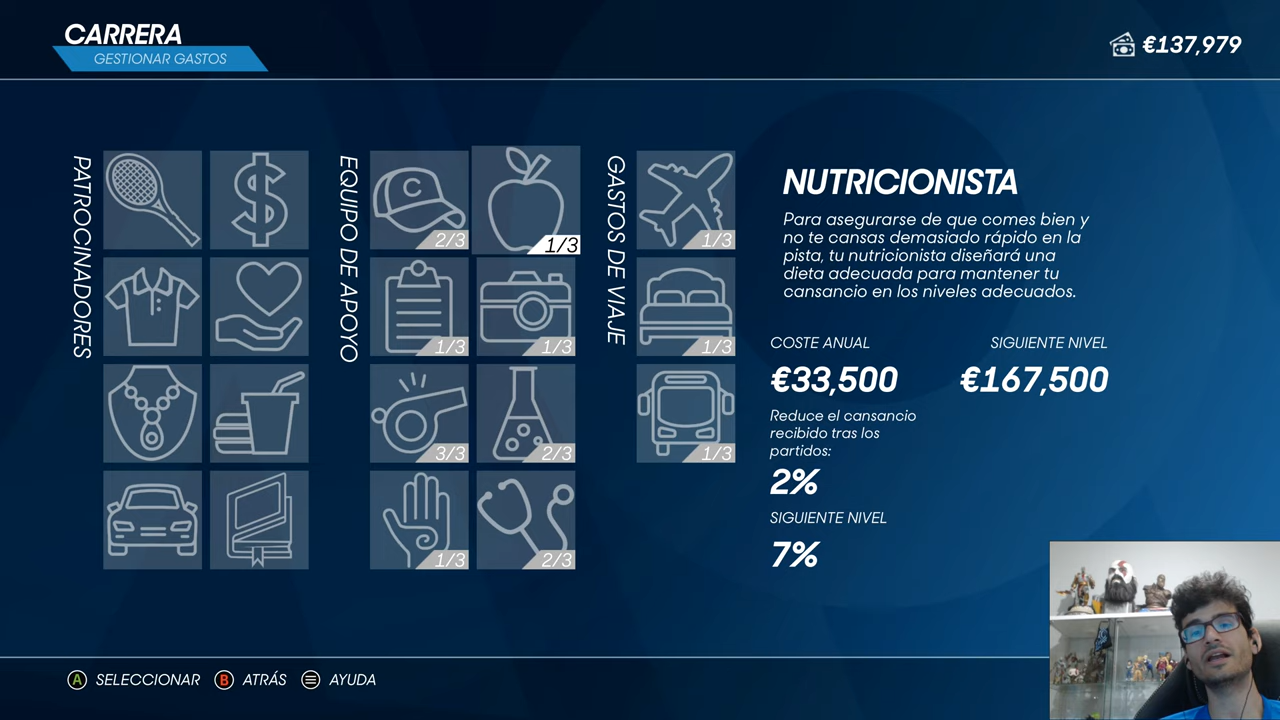 CARRERA
GESTIONAR GASTOS
€137,979
PATROCINADORES
EQUIPO DE APOYO
C
2/3
1/3
1/3
1/3
3/3
2/3
1/3
2/3
GASTOS DE VIAJE
1/3
1/3
1/3
NUTRICIONISTA
Para asegurarse de que comes bien y
no te cansas demasiado rápido en la
pista, tu nutricionista diseñará una
dieta adecuada para mantener tu
cansancio en los niveles adecuados.
COSTE ANUAL
SIGUIENTE NIVEL
€33,500
€167,500
Reduce el cansancio
recibido tras los
partidos:
2%
SIGUIENTE NIVEL
7%
A SELECCIONAR
B ATRÁS
AYUDA